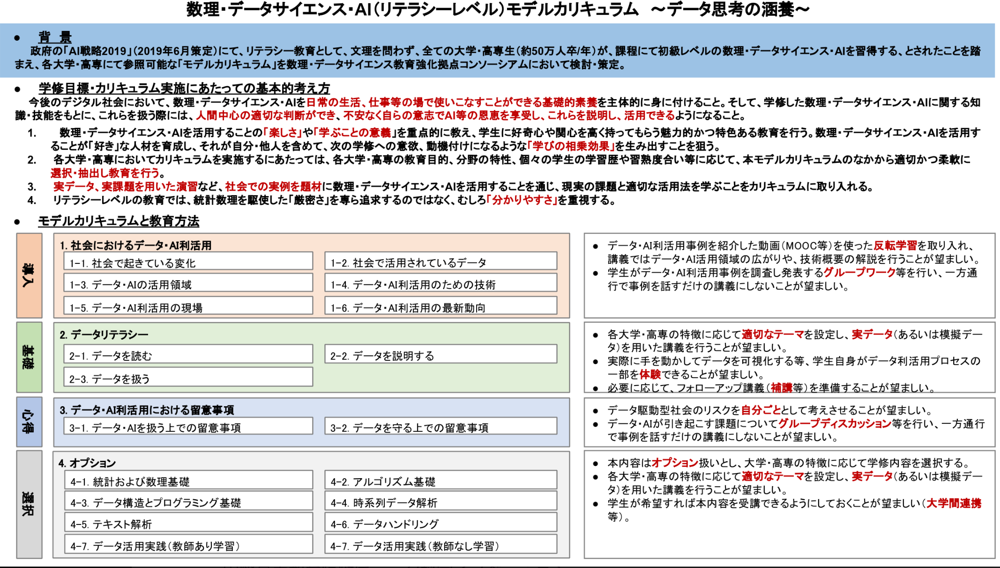 数理・データサイエンス・AI（リテラシーレベル）モデルカリキュラム　～データ思考の涵養～
● 背　景
政府の「AI戦略2019」（2019年6月策定）にて、リテラシー教育として、文理を問わず、全ての大学・高専生（約50万人卒/年）が、課程にて初級レベルの数理・データサイエンス・AIを習得する、とされたことを踏
まえ、各大学・高専にて参照可能な「モデルカリキュラム」を数理・データサイエンス教育強化拠点コンソーシアムにおいて検討・策定。
● 学修目標・カリキュラム実施にあたっての基本的考え方
今後のデジタル社会において、数理・データサイエンス・AIを日常の生活、仕事等の場で使いこなすことができる基礎的素養を主体的に身に付けること。そして、学修した数理・データサイエンス・AIに関する知
識・技能をもとに、これらを扱う際には、人間中心の適切な判断ができ、不安なく自らの意志でAI等の恩恵を享受し、これらを説明し、活用できるようになること。
1. 数理・データサイエンス・AIを活用することの「楽しさ」や「学ぶことの意義」を重点的に教え、学生に好奇心や関心を高く持ってもらう魅力的かつ特色ある教育を行う。数理・データサイエンス・AIを活用す
ることが「好き」な人材を育成し、それが自分・他人を含めて、次の学修への意欲、動機付けになるような「学びの相乗効果」を生み出すことを狙う。
2. 各大学・高専においてカリキュラムを実施するにあたっては、各大学・高専の教育目的、分野の特性、個々の学生の学習歴や習熟度合い等に応じて、本モデルカリキュラムのなかから適切かつ柔軟に
選択・抽出し教育を行う。
3. 実データ、実課題を用いた演習など、社会での実例を題材に数理・データサイエンス・AIを活用することを通じ、現実の課題と適切な活用法を学ぶことをカリキュラムに取り入れる。
4. リテラシーレベルの教育では、統計数理を駆使した「厳密さ」を専ら追求するのではなく、むしろ「分かりやすさ」を重視する。
● モデルカリキュラムと教育方法
導入
1. 社会におけるデータ・AI利活用
1-1. 社会で起きている変化
1-2. 社会で活用されているデータ
1-3. データ・AIの活用領域
1-4. データ・AI利活用のための技術
1-5. データ・AI利活用の現場
1-6. データ・AI利活用の最新動向
● データ・AI利活用事例を紹介した動画（MOOC等）を使った反転学習を取り入れ、
講義ではデータ・AI活用領域の広がりや、技術概要の解説を行うことが望ましい。
● 学生がデータ・AI利活用事例を調査し発表するグループワーク等を行い、一方通
行で事例を話すだけの講義にしないことが望ましい。
基礎
2. データリテラシー
2-1. データを読む
2-2. データを説明する
2-3. データを扱う
● 各大学・高専の特徴に応じて適切なテーマを設定し、実データ（あるいは模擬デー
タ）を用いた講義を行うことが望ましい。
● 実際に手を動かしてデータを可視化する等、学生自身がデータ利活用プロセスの
一部を体験できることが望ましい。
● 必要に応じて、フォローアップ講義（補講等）を準備することが望ましい。
心得
3. データ・AI利活用における留意事項
3-1. データ・AIを扱う上での留意事項
3-2. データを守る上での留意事項
● データ駆動型社会のリスクを自分ごととして考えさせることが望ましい。
● データ・AIが引き起こす課題についてグループディスカッション等を行い、一方通行
で事例を話すだけの講義にしないことが望ましい。
選択
4. オプション
4-1. 統計および数理基礎
4-2. アルゴリズム基礎
4-3. データ構造とプログラミング基礎
4-4. 時系列データ解析
4-5. テキスト解析
4-6. データハンドリング
4-7. データ活用実践（教師あり学習）
4-7. データ活用実践（教師なし学習）
● 本内容はオプション扱いとし、大学・高専の特徴に応じて学修内容を選択する。
● 各大学・高専の特徴に応じて適切なテーマを設定し、実データ（あるいは模擬デー
タ）を用いた講義を行うことが望ましい。
● 学生が希望すれば本内容を受講できるようにしておくことが望ましい（大学間連携
等）。